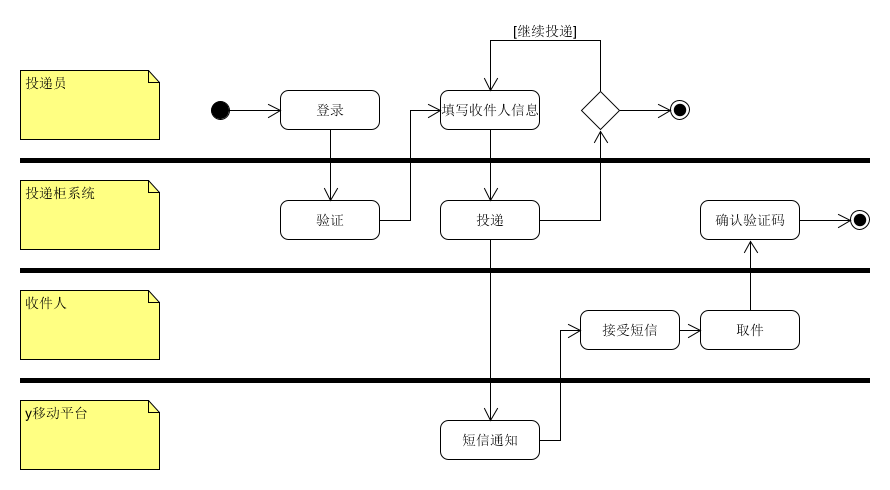 [继续投递]
投递员
登录
填写收件人信息
投递柜系统
验证
投递
确认验证码
收件人
接受短信
取件
y移动平台
短信通知